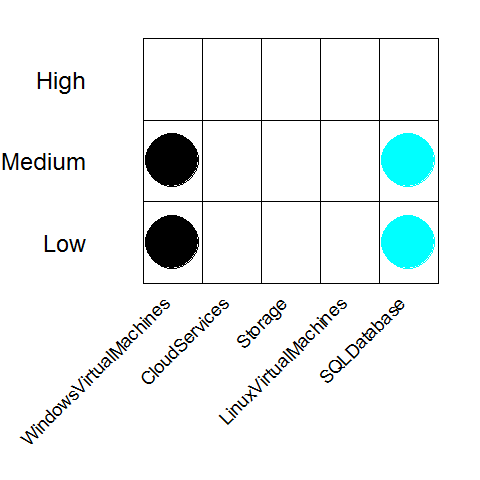 High
Medium
Low
WindowsVirtualMachines
CloudServices
Storage
LinuxVirtualMachines
SQLDatabase